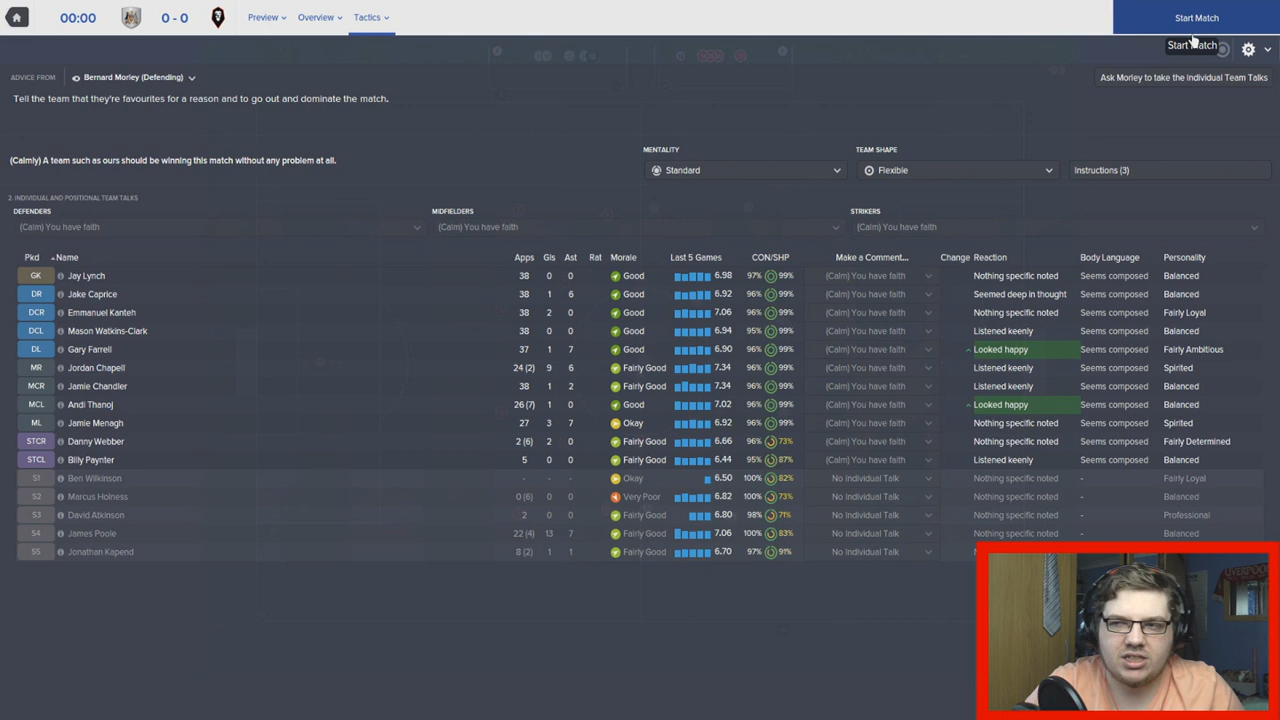 00:00 0 - 0 Preview Overview Tactics Start Match
Start Match
ADVICE FROM Bernard Morley (Defending) Ask Morley to take the Individual Team Talks
Tell the team that they're favourites for a reason and to go out and dominate the match.
MENTALITY TEAM SHAPE
(Calmly) A team such as ours should be winning this match without any problem at all.
Standard Flexible Instructions (3)
2. INDIVIDUAL AND POSITIONAL TEAM TALKS
DEFENDERS MIDFIELDERS STRIKERS
(Calm) You have faith (Calm) You have faith (Calm) You have faith
Pkd Name Apps Gls Ast Rat Morale Last 5 Games CON/SHP Make a Comment... Change Reaction Body Language Personality
GK Jay Lynch 38 0 0 Good 6.98 97% 99% (Calm) You have faith Nothing specific noted Seems composed Balanced
DR Jake Caprice 38 1 6 Good 6.92 96% 99% (Calm) You have faith Seemed deep in thought Seems composed Balanced
DCR Emmanuel Kanteh 38 2 0 Good 7.06 96% 99% (Calm) You have faith Nothing specific noted Seems composed Fairly Loyal
DCL Mason Watkins-Clark 38 0 0 Good 6.94 95% 99% (Calm) You have faith Listened keenly Seems composed Balanced
DL Gary Farrell 37 1 7 Good 6.90 96% 99% (Calm) You have faith Looked happy Seems composed Fairly Ambitious
MR Jordan Chapell 24 (2) 9 6 Fairly Good 7.34 96% 99% (Calm) You have faith Listened keenly Seems composed Spirited
MCR Jamie Chandler 38 1 2 Fairly Good 7.34 96% 99% (Calm) You have faith Listened keenly Seems composed Balanced
MCL Andi Thanoj 26 (7) 1 0 Good 7.02 96% 99% (Calm) You have faith Looked happy Seems composed Balanced
ML Jamie Menagh 27 3 7 Okay 6.92 96% 99% (Calm) You have faith Nothing specific noted Seems composed Spirited
STCR Danny Webber 2 (6) 2 0 Fairly Good 6.66 96% 73% (Calm) You have faith Nothing specific noted Seems composed Fairly Determined
STCL Billy Paynter 5 0 0 Fairly Good 6.44 95% 87% (Calm) You have faith Listened keenly Seems composed Balanced
S1 Ben Wilkinson - - - Okay 6.50 100% 82% No Individual Talk Nothing specific noted - Fairly Loyal
S2 Marcus Holness 0 (6) 0 0 Very Poor 6.82 100% 73% No Individual Talk Nothing specific noted - Balanced
S3 David Atkinson 2 0 0 Fairly Good 6.80 98% 71% No Individual Talk Nothing specific noted - Professional
S4 James Poole 22 (4) 13 7 Fairly Good 7.06 100% 83% No Individual Talk Nothing specific noted - Balanced
S5 Jonathan Kapend 8 (2) 1 1 Fairly Good 6.70 97% 91% No Individual Talk Nothing specific noted - Balanced